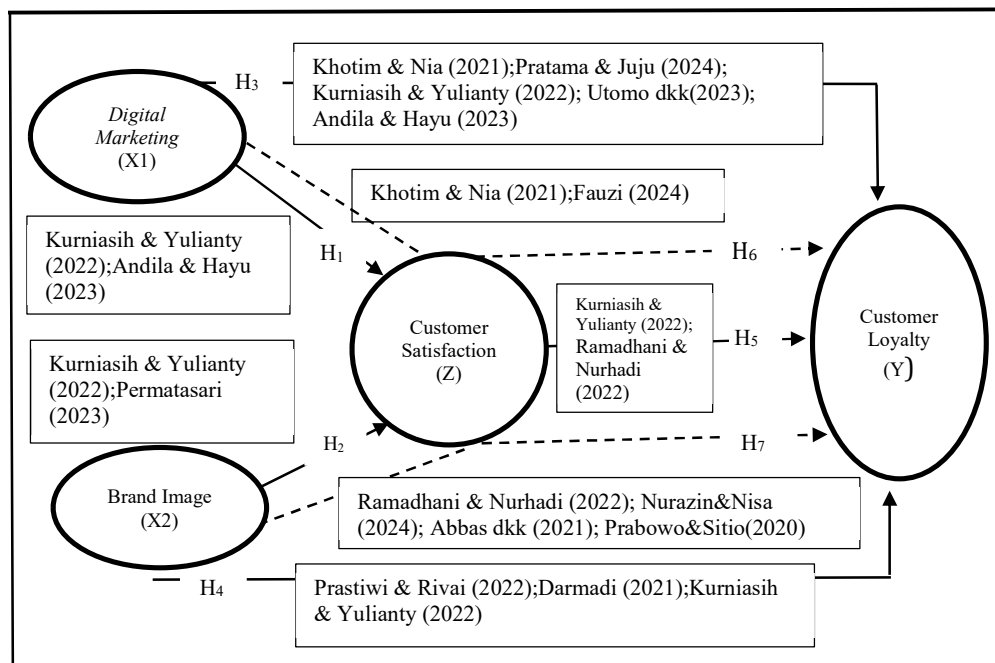 H3
Khotim & Nia (2021);Pratama & Juju (2024);
Kurniasih & Yulianty (2022); Utomo dkk(2023);
Andila & Hayu (2023)
Digital
Marketing
(X1)
Khotim & Nia (2021);Fauzi (2024)
Kurniasih & Yulianty
(2022);Andila & Hayu
(2023)
H1
H6
Customer
Satisfaction
(Z)
Kurniasih &
Yulianty (2022);
Ramadhani &
Nurhadi
(2022)
H5
Customer
Loyalty
(Y)
Kurniasih & Yulianty
(2022);Permatasari
(2023)
H2
H7
Brand Image
(X2)
Ramadhani & Nurhadi (2022); Nurazin&Nisa
(2024); Abbas dkk (2021); Prabowo&Sitio(2020)
H4
Prastiwi & Rivai (2022);Darmadi (2021);Kurniasih
& Yulianty (2022)